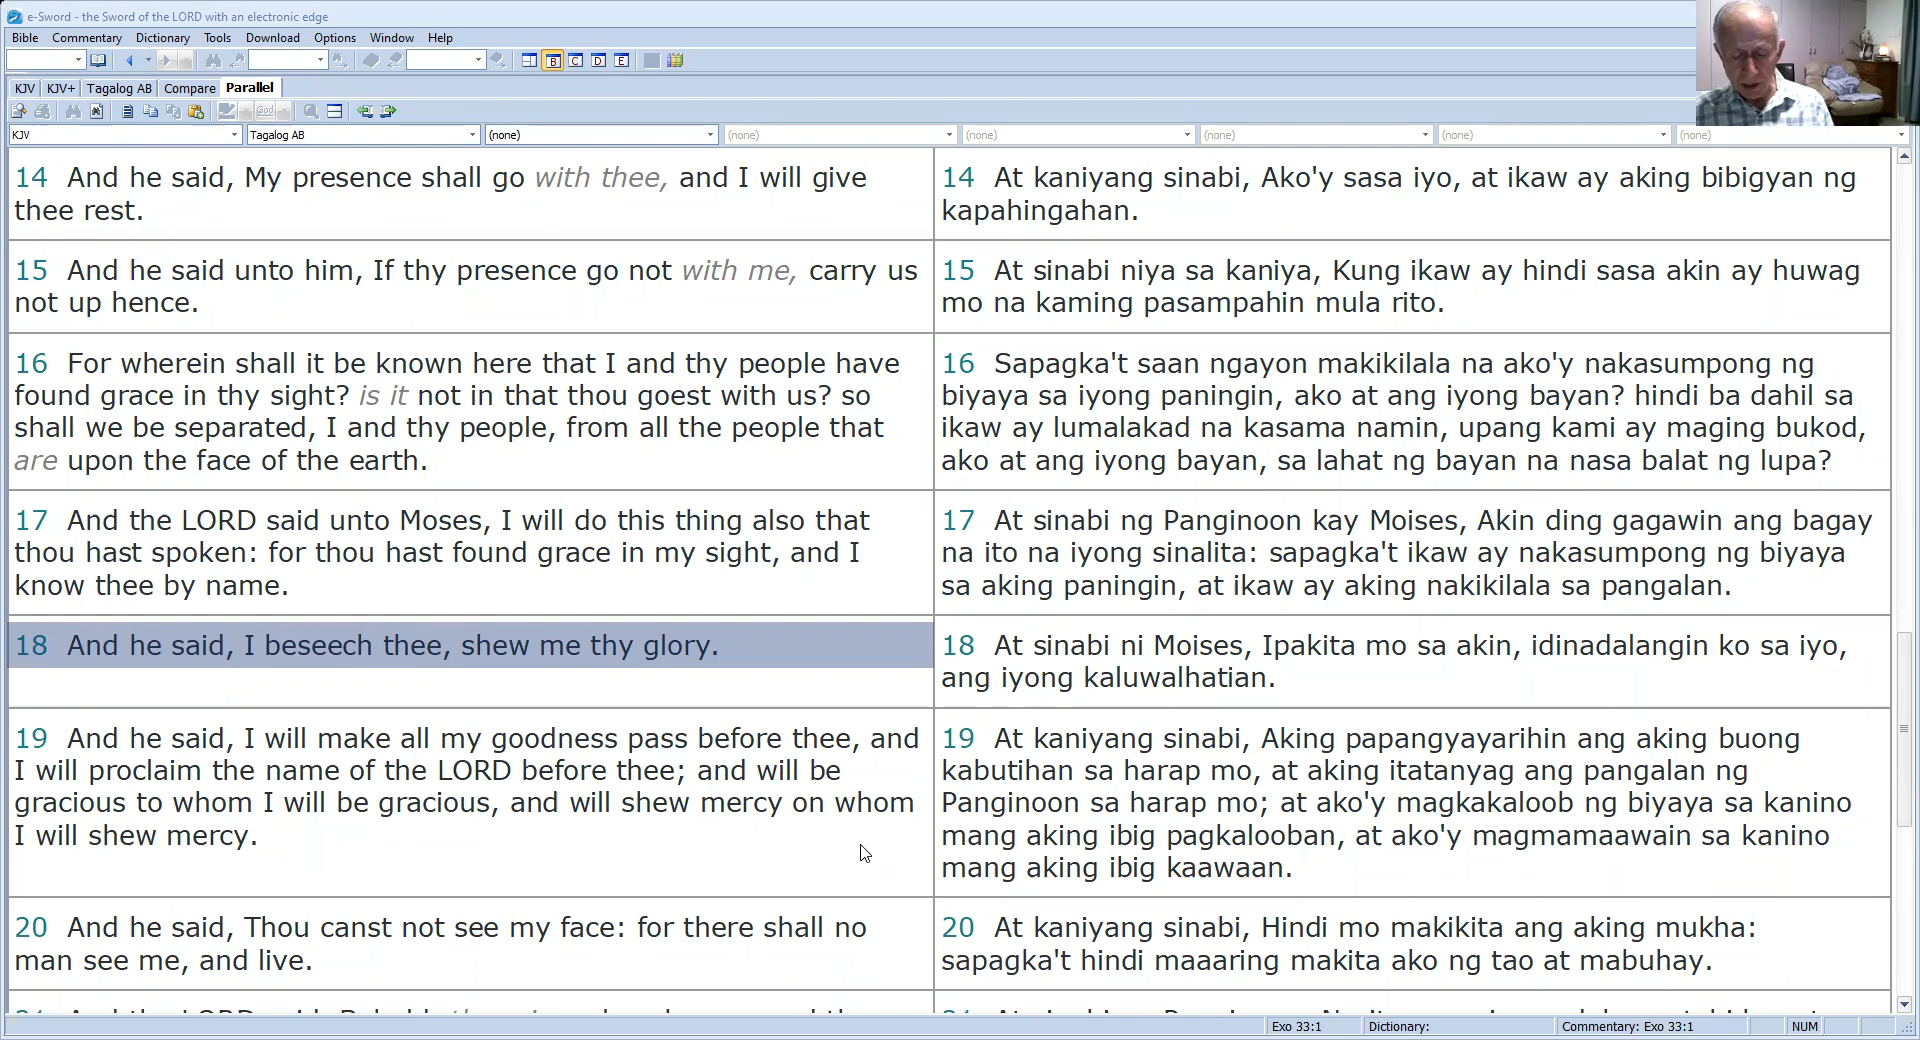 e-Sword - the Sword of the LORD with an electronic edge
Bible Commentary Dictionary Tools Download Options Window Help
B C D E
KJV KJV+ Tagalog AB Compare Parallel
God
KJV Tagalog AB (none) (none) (none) (none) (none) (none)
14 And he said, My presence shall go with thee, and I will give
thee rest.
14 At kaniyang sinabi, Ako'y sasa iyo, at ikaw ay aking bibigyan ng
kapahingahan.
15 And he said unto him, If thy presence go not with me, carry us
not up hence.
15 At sinabi niya sa kaniya, Kung ikaw ay hindi sasa akin ay huwag
mo na kaming pasampahin mula rito.
16 For wherein shall it be known here that I and thy people have
found grace in thy sight? is it not in that thou goest with us? so
shall we be separated, I and thy people, from all the people that
are upon the face of the earth.
16 Sapagka't saan ngayon makikilala na ako'y nakasumpong ng
biyaya sa iyong paningin, ako at ang iyong bayan? hindi ba dahil sa
ikaw ay lumalakad na kasama namin, upang kami ay maging bukod,
ako at ang iyong bayan, sa lahat ng bayan na nasa balat ng lupa?
17 And the LORD said unto Moses, I will do this thing also that
thou hast spoken: for thou hast found grace in my sight, and I
know thee by name.
17 At sinabi ng Panginoon kay Moises, Akin ding gagawin ang bagay
na ito na iyong sinalita: sapagka't ikaw ay nakasumpong ng biyaya
sa aking paningin, at ikaw ay aking nakikilala sa pangalan.
18 And he said, I beseech thee, shew me thy glory.
18 At sinabi ni Moises, Ipakita mo sa akin, idinadalangin ko sa iyo,
ang iyong kaluwalhatian.
19 And he said, I will make all my goodness pass before thee, and
I will proclaim the name of the LORD before thee; and will be
gracious to whom I will be gracious, and will shew mercy on whom
I will shew mercy.
19 At kaniyang sinabi, Aking papangyayarihin ang aking buong
kabutihan sa harap mo, at aking itatanyag ang pangalan ng
Panginoon sa harap mo; at ako'y magkakaloob ng biyaya sa kanino
mang aking ibig pagkalooban, at ako'y magmamaawain sa kanino
mang aking ibig kaawaan.
20 And he said, Thou canst not see my face: for there shall no
man see me, and live.
20 At kaniyang sinabi, Hindi mo makikita ang aking mukha:
sapagka't hindi maaaring makita ako ng tao at mabuhay.
Exo 33:1 Dictionary: Commentary: Exo 33:1 NUM